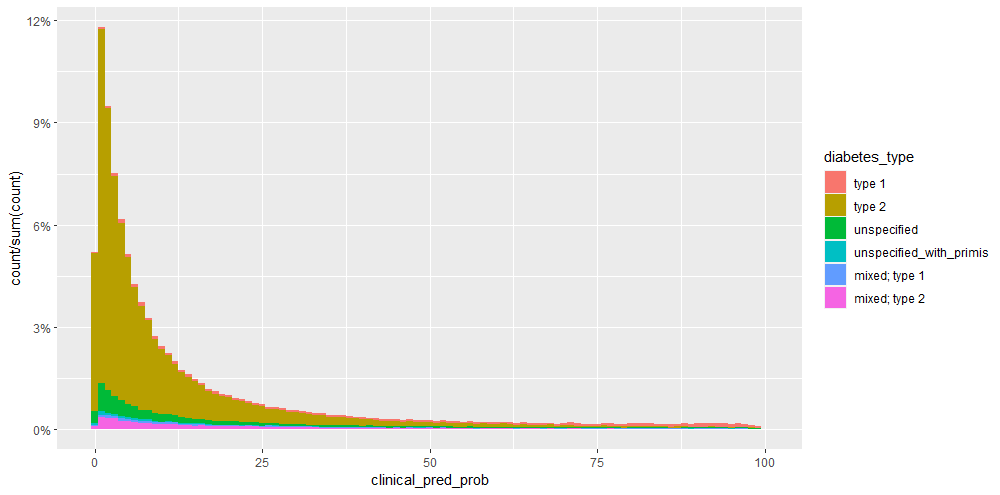 12%
9%
6%
3%
0%
count/sum(count)
0
25
50
75
100
clinical_pred_prob
diabetes_type
type 1
type 2
unspecified
unspecified_with_primis
mixed; type 1
mixed; type 2